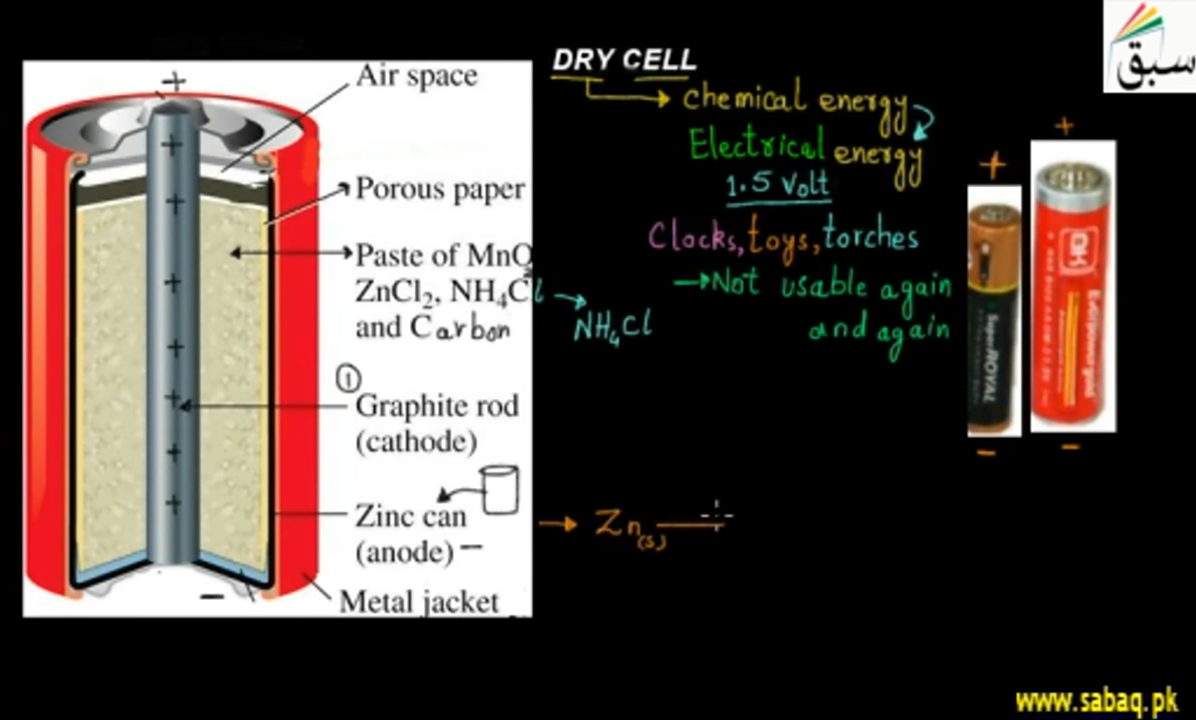 سبق
DRY CELL
chemical energy
Electrical energy
1.5 Volt
Clocks, toys, torches
→Not usable again
and again
+
Air space
Porous paper
Paste of MnO2
ZnCl₂, NH₄Cl → NH₄Cl
and Carbon
① Graphite rod
(cathode)
Zinc can
(anode) −
Metal jacket
→ Zn(s)
+
−
+
−
SuperROYAL
www.sabaq.pk